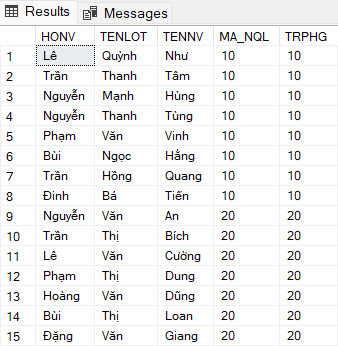 Results Messages
HONV TENLOT TENNV MA_NQL TRPHG
1 Lê Quỳnh Như 10 10
2 Trần Thanh Tâm 10 10
3 Nguyễn Mạnh Hùng 10 10
4 Nguyễn Thanh Tùng 10 10
5 Phạm Văn Vinh 10 10
6 Bùi Ngọc Hằng 10 10
7 Trần Hồng Quang 10 10
8 Đinh Bá Tiến 10 10
9 Nguyễn Văn An 20 20
10 Trần Thị Bích 20 20
11 Lê Văn Cường 20 20
12 Phạm Thị Dung 20 20
13 Hoàng Văn Dũng 20 20
14 Bùi Thị Loan 20 20
15 Đặng Văn Giang 20 20